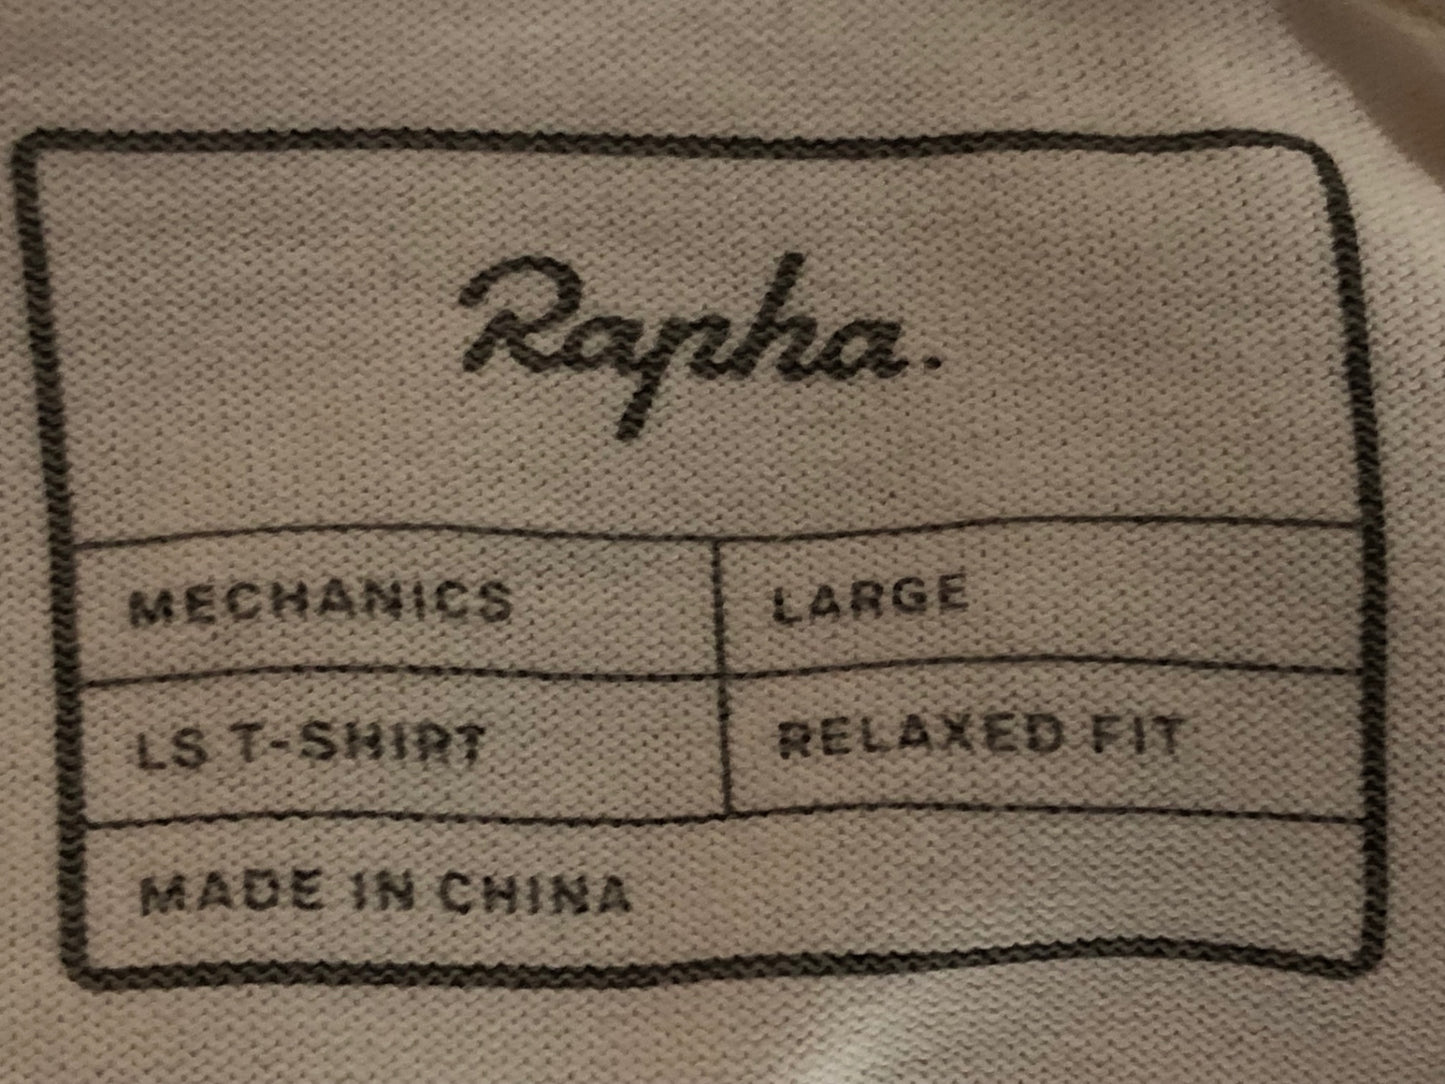 Rapha.
MECHANICS
LARGE
LS T-SHIRT
RELAXED FIT
MADE IN CHINA